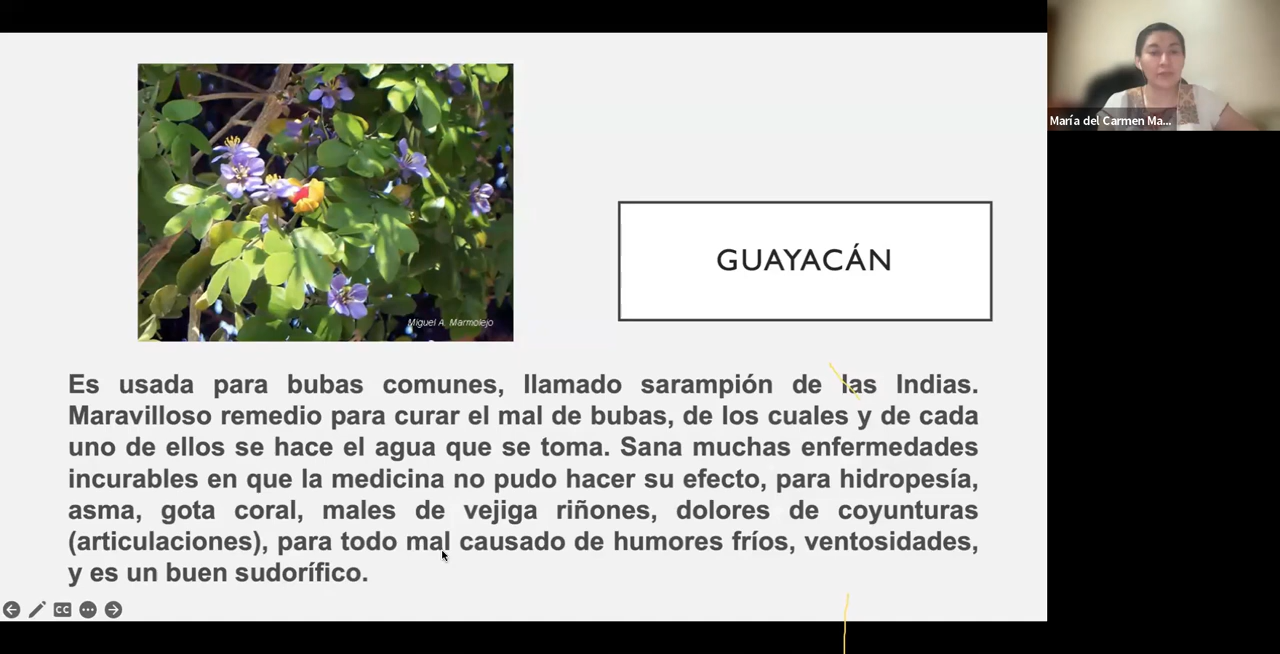 María del Carmen Ma...
GUAYACÁN
Miguel A. Marmolejo
Es usada para bubas comunes, llamado sarampión de las Indias.
Maravilloso remedio para curar el mal de bubas, de los cuales y de cada
uno de ellos se hace el agua que se toma. Sana muchas enfermedades
incurables en que la medicina no pudo hacer su efecto, para hidropesía,
asma, gota coral, males de vejiga riñones, dolores de coyunturas
(articulaciones), para todo mal causado de humores fríos, ventosidades,
y es un buen sudorífico.
CC